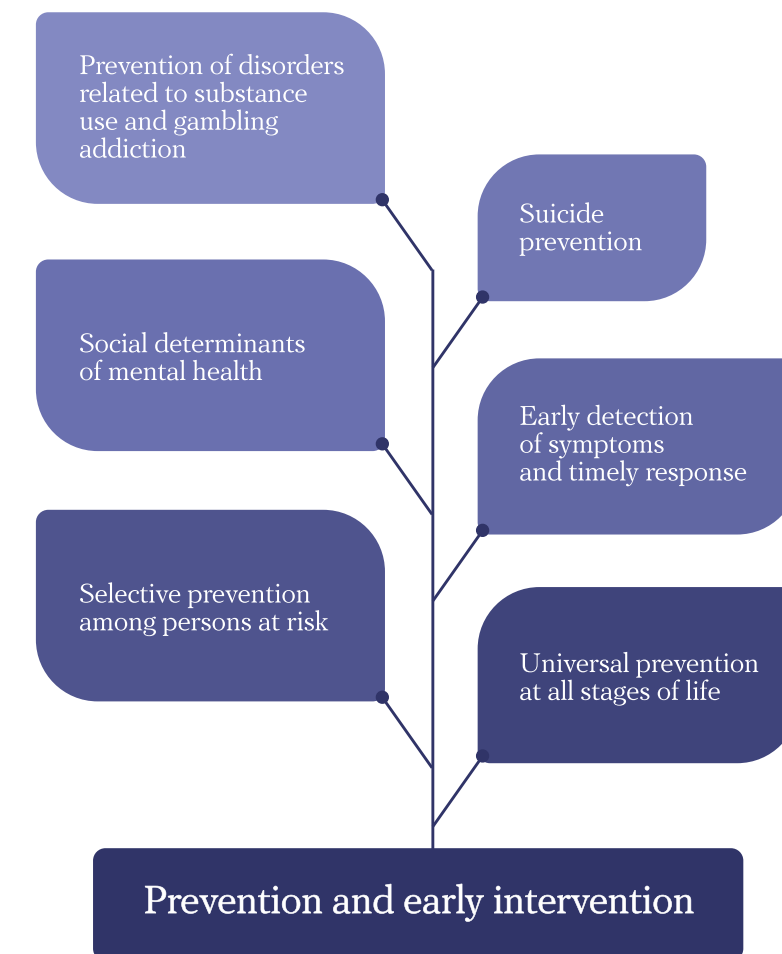 Prevention of disorders
related to substance
use and gambling
addiction
Suicide
prevention
Social determinants
of mental health
Early detection
of symptoms
and timely response
Selective prevention
among persons at risk
Universal prevention
at all stages of life
Prevention and early intervention